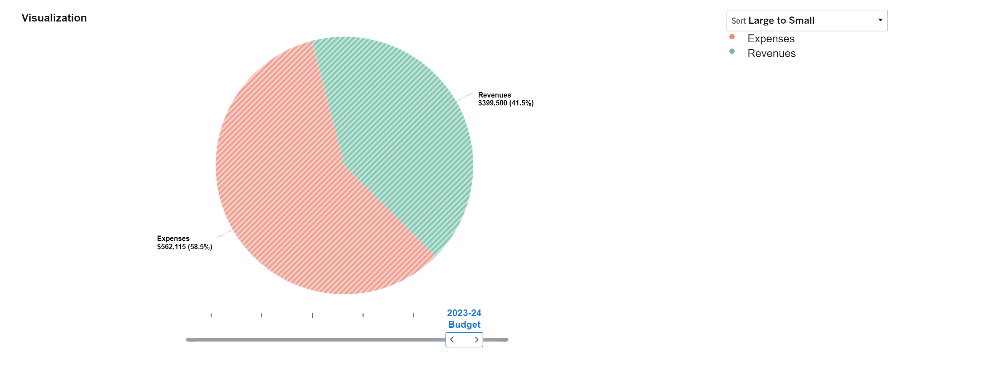 Visualization
Sort Large to Small
Expenses
Revenues
Revenues
$399,500 (41.5%)
Expenses
$562,115 (58.5%)
2023-24
Budget